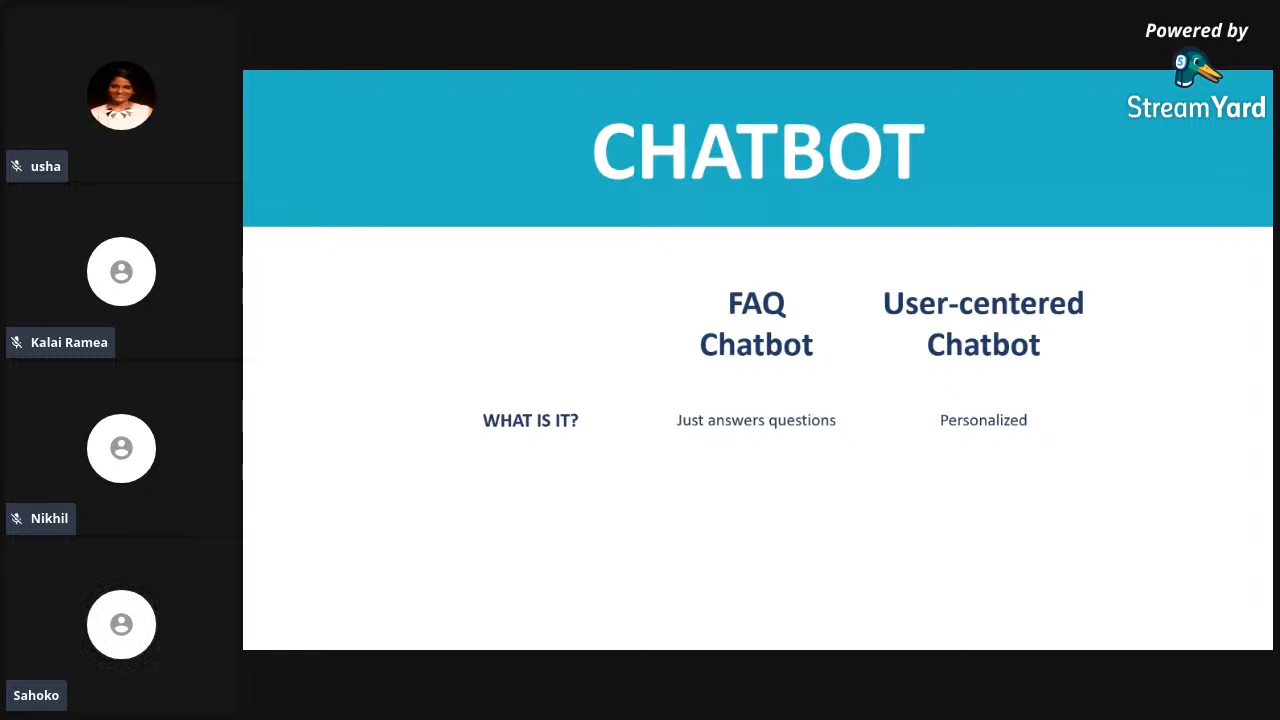 Powered by
StreamYard
CHATBOT
FAQ
Chatbot
User-centered
Chatbot
WHAT IS IT?
Just answers questions
Personalized
usha
Kalai Ramea
Nikhil
Sahoko